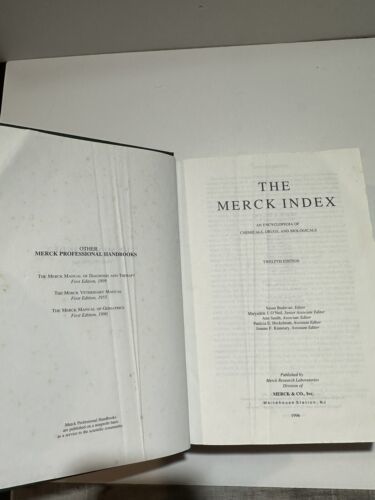 OTHER
MERCK PROFESSIONAL HANDBOOKS
THE MERCK MANUAL OF DIAGNOSIS AND THERAPY
First Edition, 1899
THE MERCK VETERINARY MANUAL
First Edition, 1955
THE MERCK MANUAL OF GERIATRICS
First Edition, 1990
Merck Professional Handbooks
are published on a nonprofit basis
as a service to the scientific community.
THE
MERCK INDEX
AN ENCYCLOPEDIA OF
CHEMICALS, DRUGS, AND BIOLOGICALS
TWELFTH EDITION
Susan Budavari, Editor
Maryadele J. O'Neil, Senior Associate Editor
Ann Smith, Associate Editor
Patricia E. Heckelman, Assistant Editor
Joanne F. Kinneary, Assistant Editor
Published by
Merck Research Laboratories
Division of
MERCK & CO., Inc.
Whitehouse Station, NJ
1996